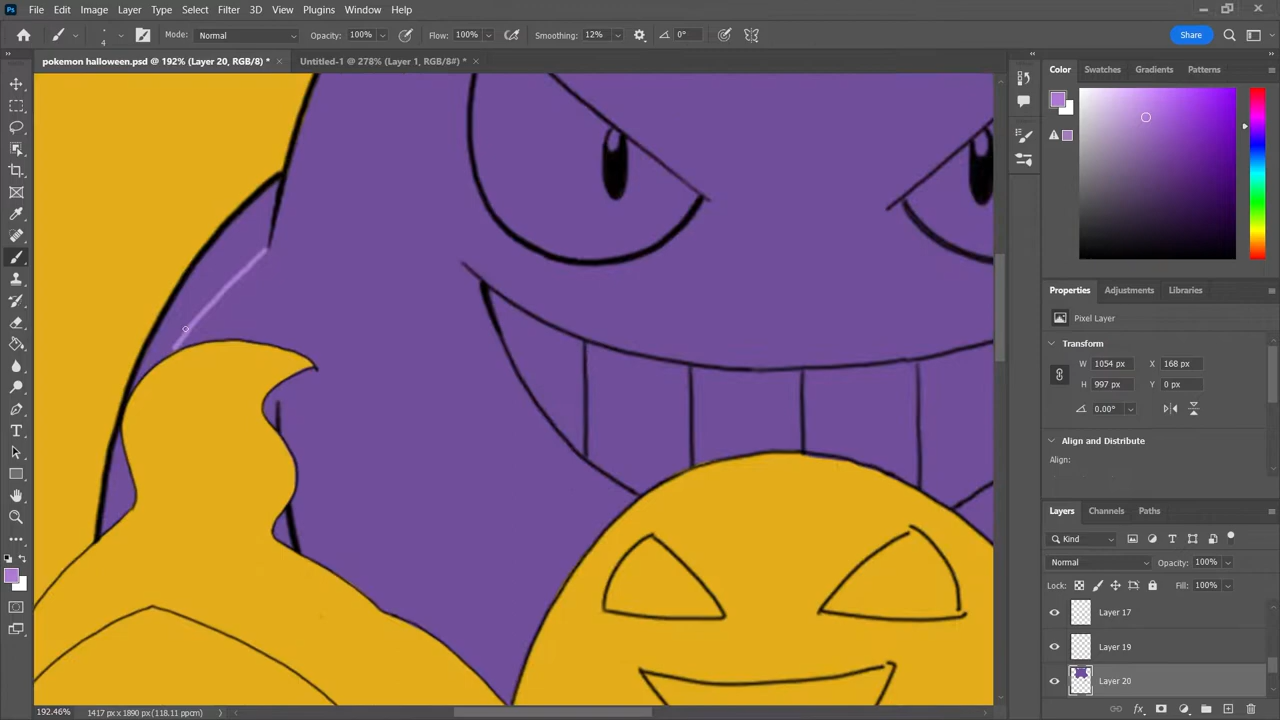 Ps File Edit Image Layer Type Select Filter 3D View Plugins Window Help
4 Mode: Normal Opacity: 100% Flow: 100% Smoothing: 12% 0° Share
pokemon halloween.psd @ 192% (Layer 20, RGB/8) * × Untitled-1 @ 278% (Layer 1, RGB/8#) * ×
Color Swatches Gradients Patterns
Properties Adjustments Libraries
Pixel Layer
Transform
W 1054 px X 168 px
H 997 px Y 0 px
0.00°
Align and Distribute
Align:
Layers Channels Paths
Kind
Normal Opacity: 100%
Lock: Fill: 100%
Layer 17
Layer 19
Layer 20
192.46% 1417 px x 1890 px (118.11 ppcm)